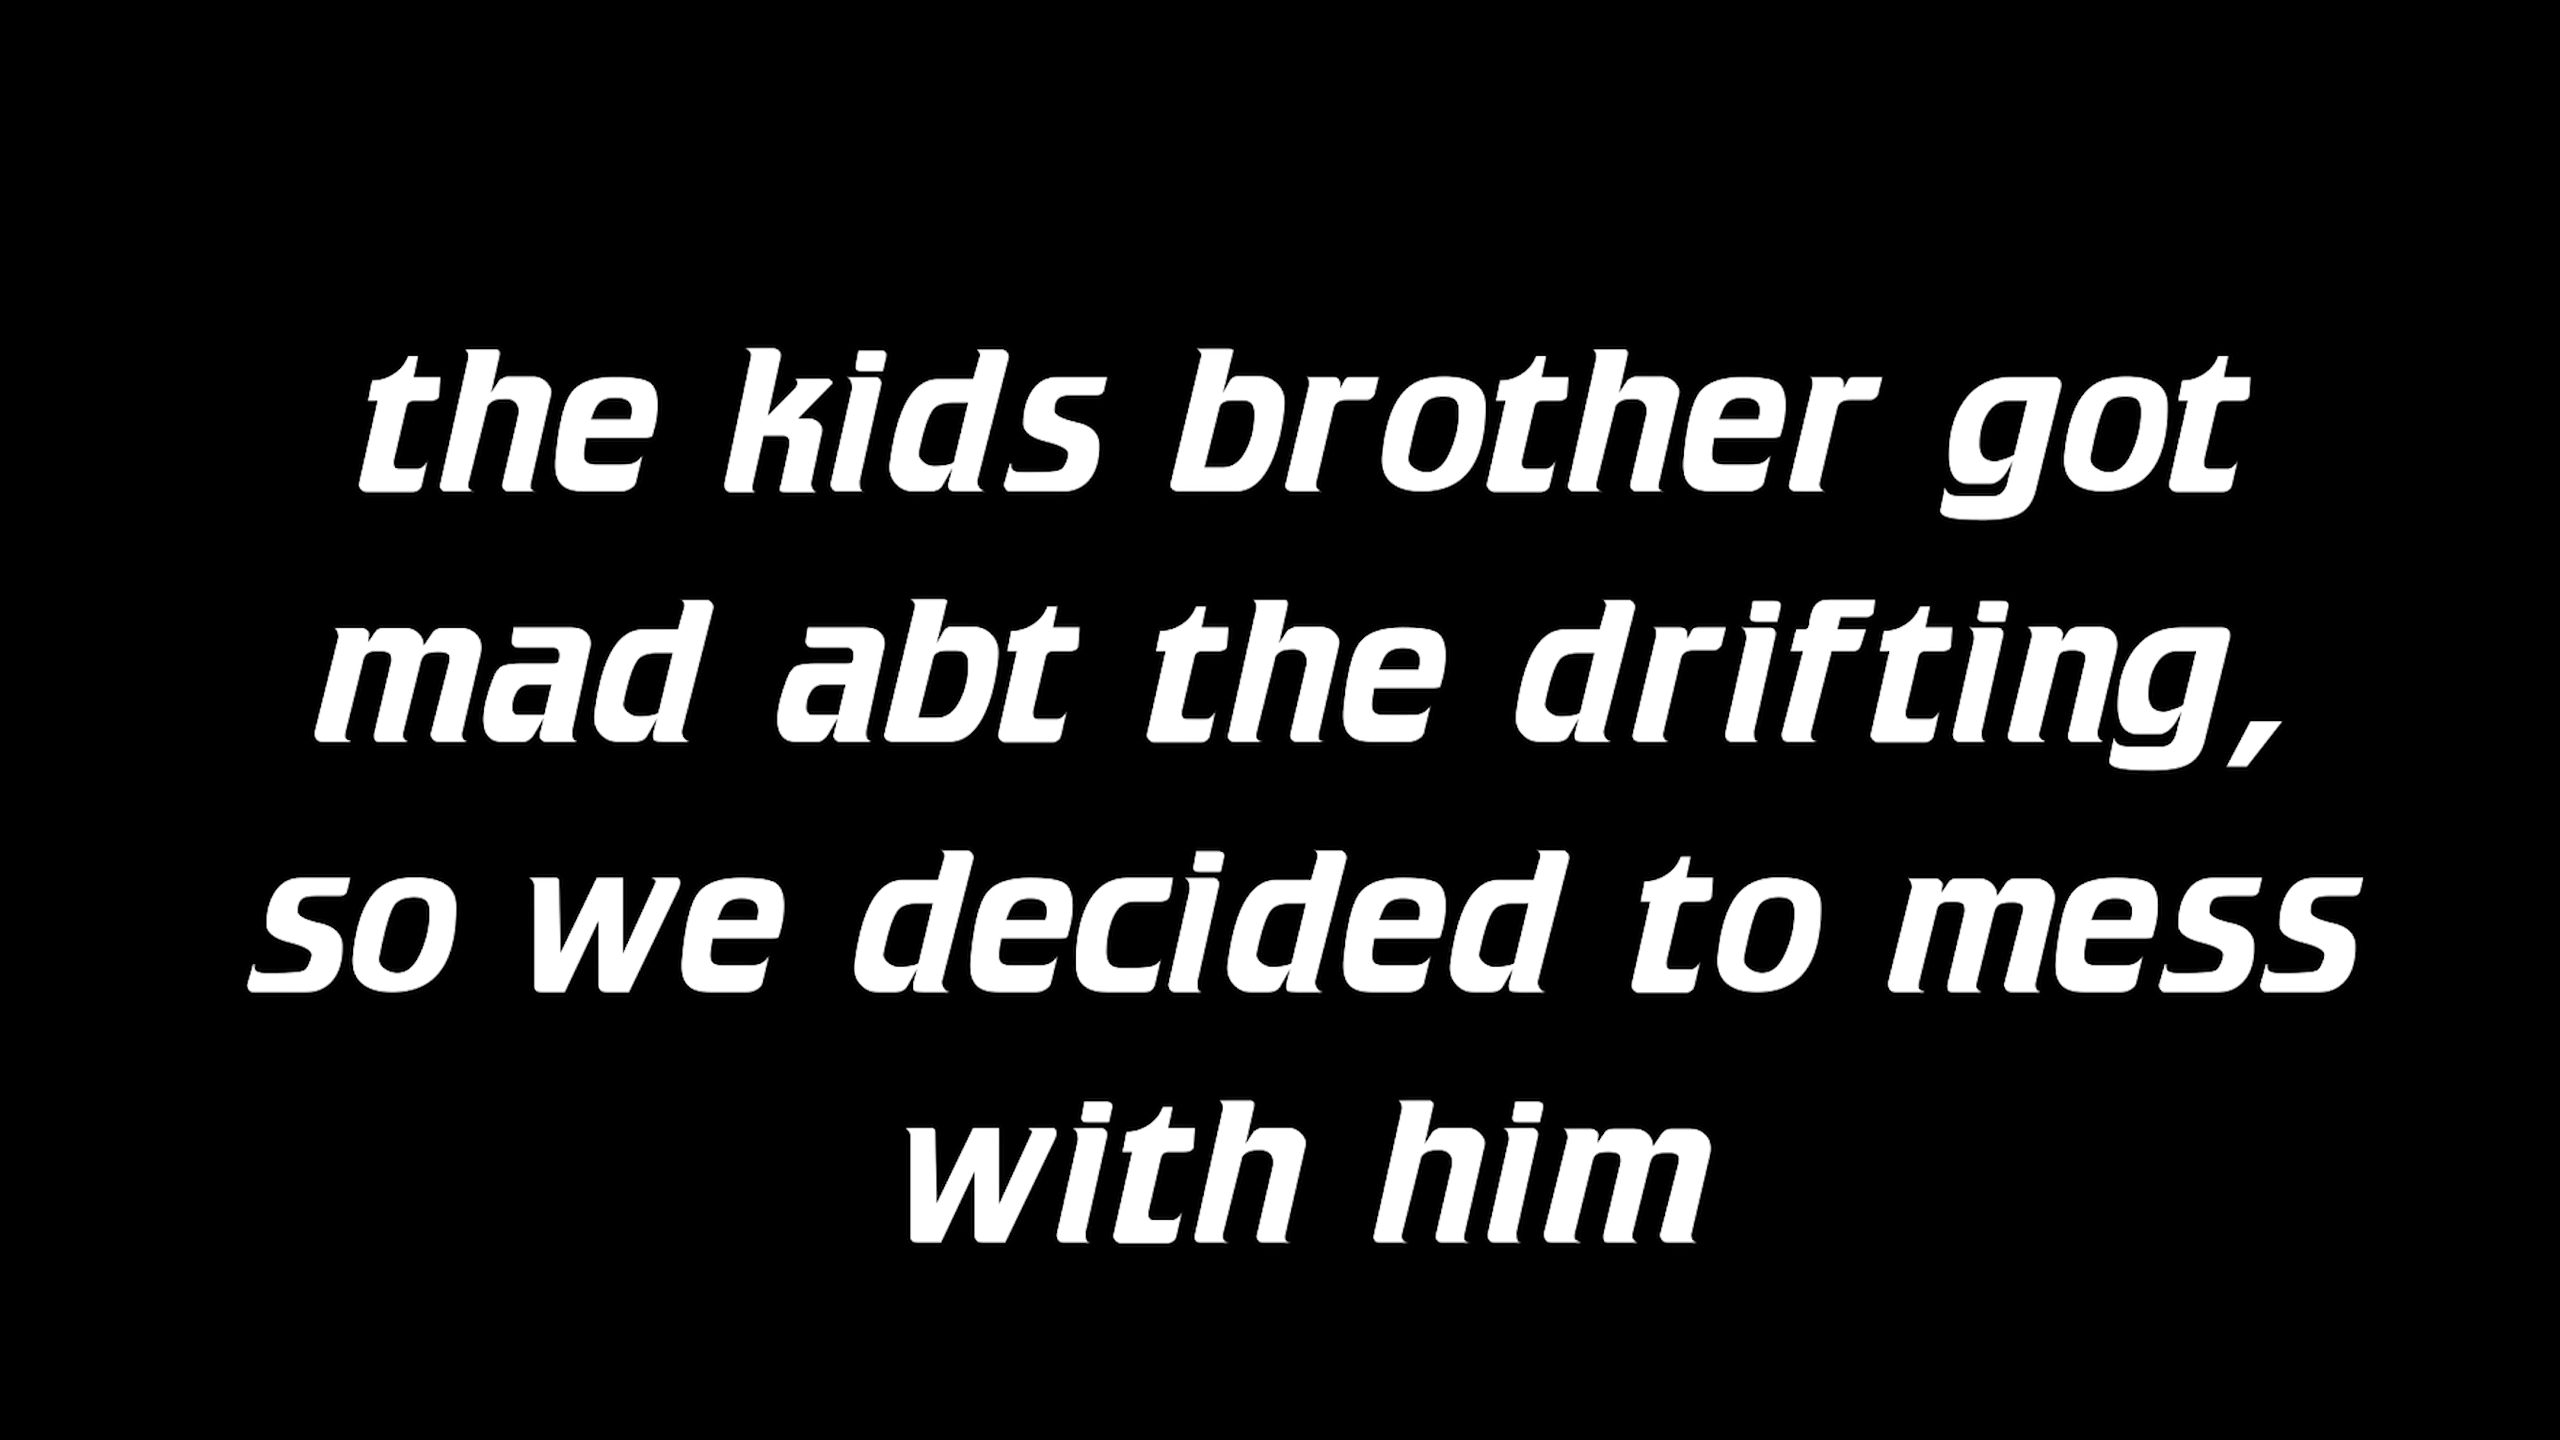 the kids brother got
mad abt the drifting,
so we decided to mess
with him